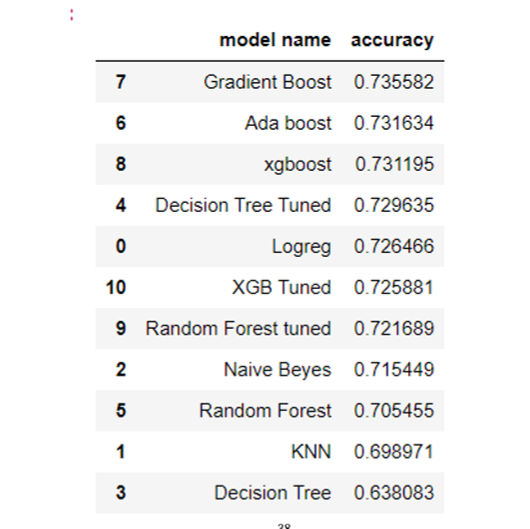 :
model name accuracy
7 Gradient Boost 0.735582
6 Ada boost 0.731634
8 xgboost 0.731195
4 Decision Tree Tuned 0.729635
0 Logreg 0.726466
10 XGB Tuned 0.725881
9 Random Forest tuned 0.721689
2 Naive Beyes 0.715449
5 Random Forest 0.705455
1 KNN 0.698971
3 Decision Tree 0.638083